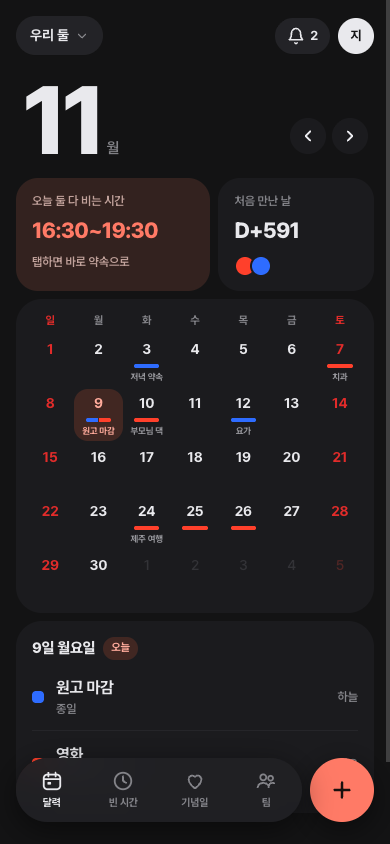 우리 둘
2
지
11 월
오늘 둘 다 비는 시간
16:30~19:30
탭하면 바로 약속으로
처음 만난 날
D+591
일 월 화 수 목 금 토
1 2 3 4 5 6 7
저녁 약속 치과
8 9 10 11 12 13 14
원고 마감 부모님 댁 요가
15 16 17 18 19 20 21
22 23 24 25 26 27 28
제주 여행
29 30 1 2 3 4 5
9일 월요일 오늘
원고 마감 하늘
종일
영화
달력 빈 시간 기념일 팀